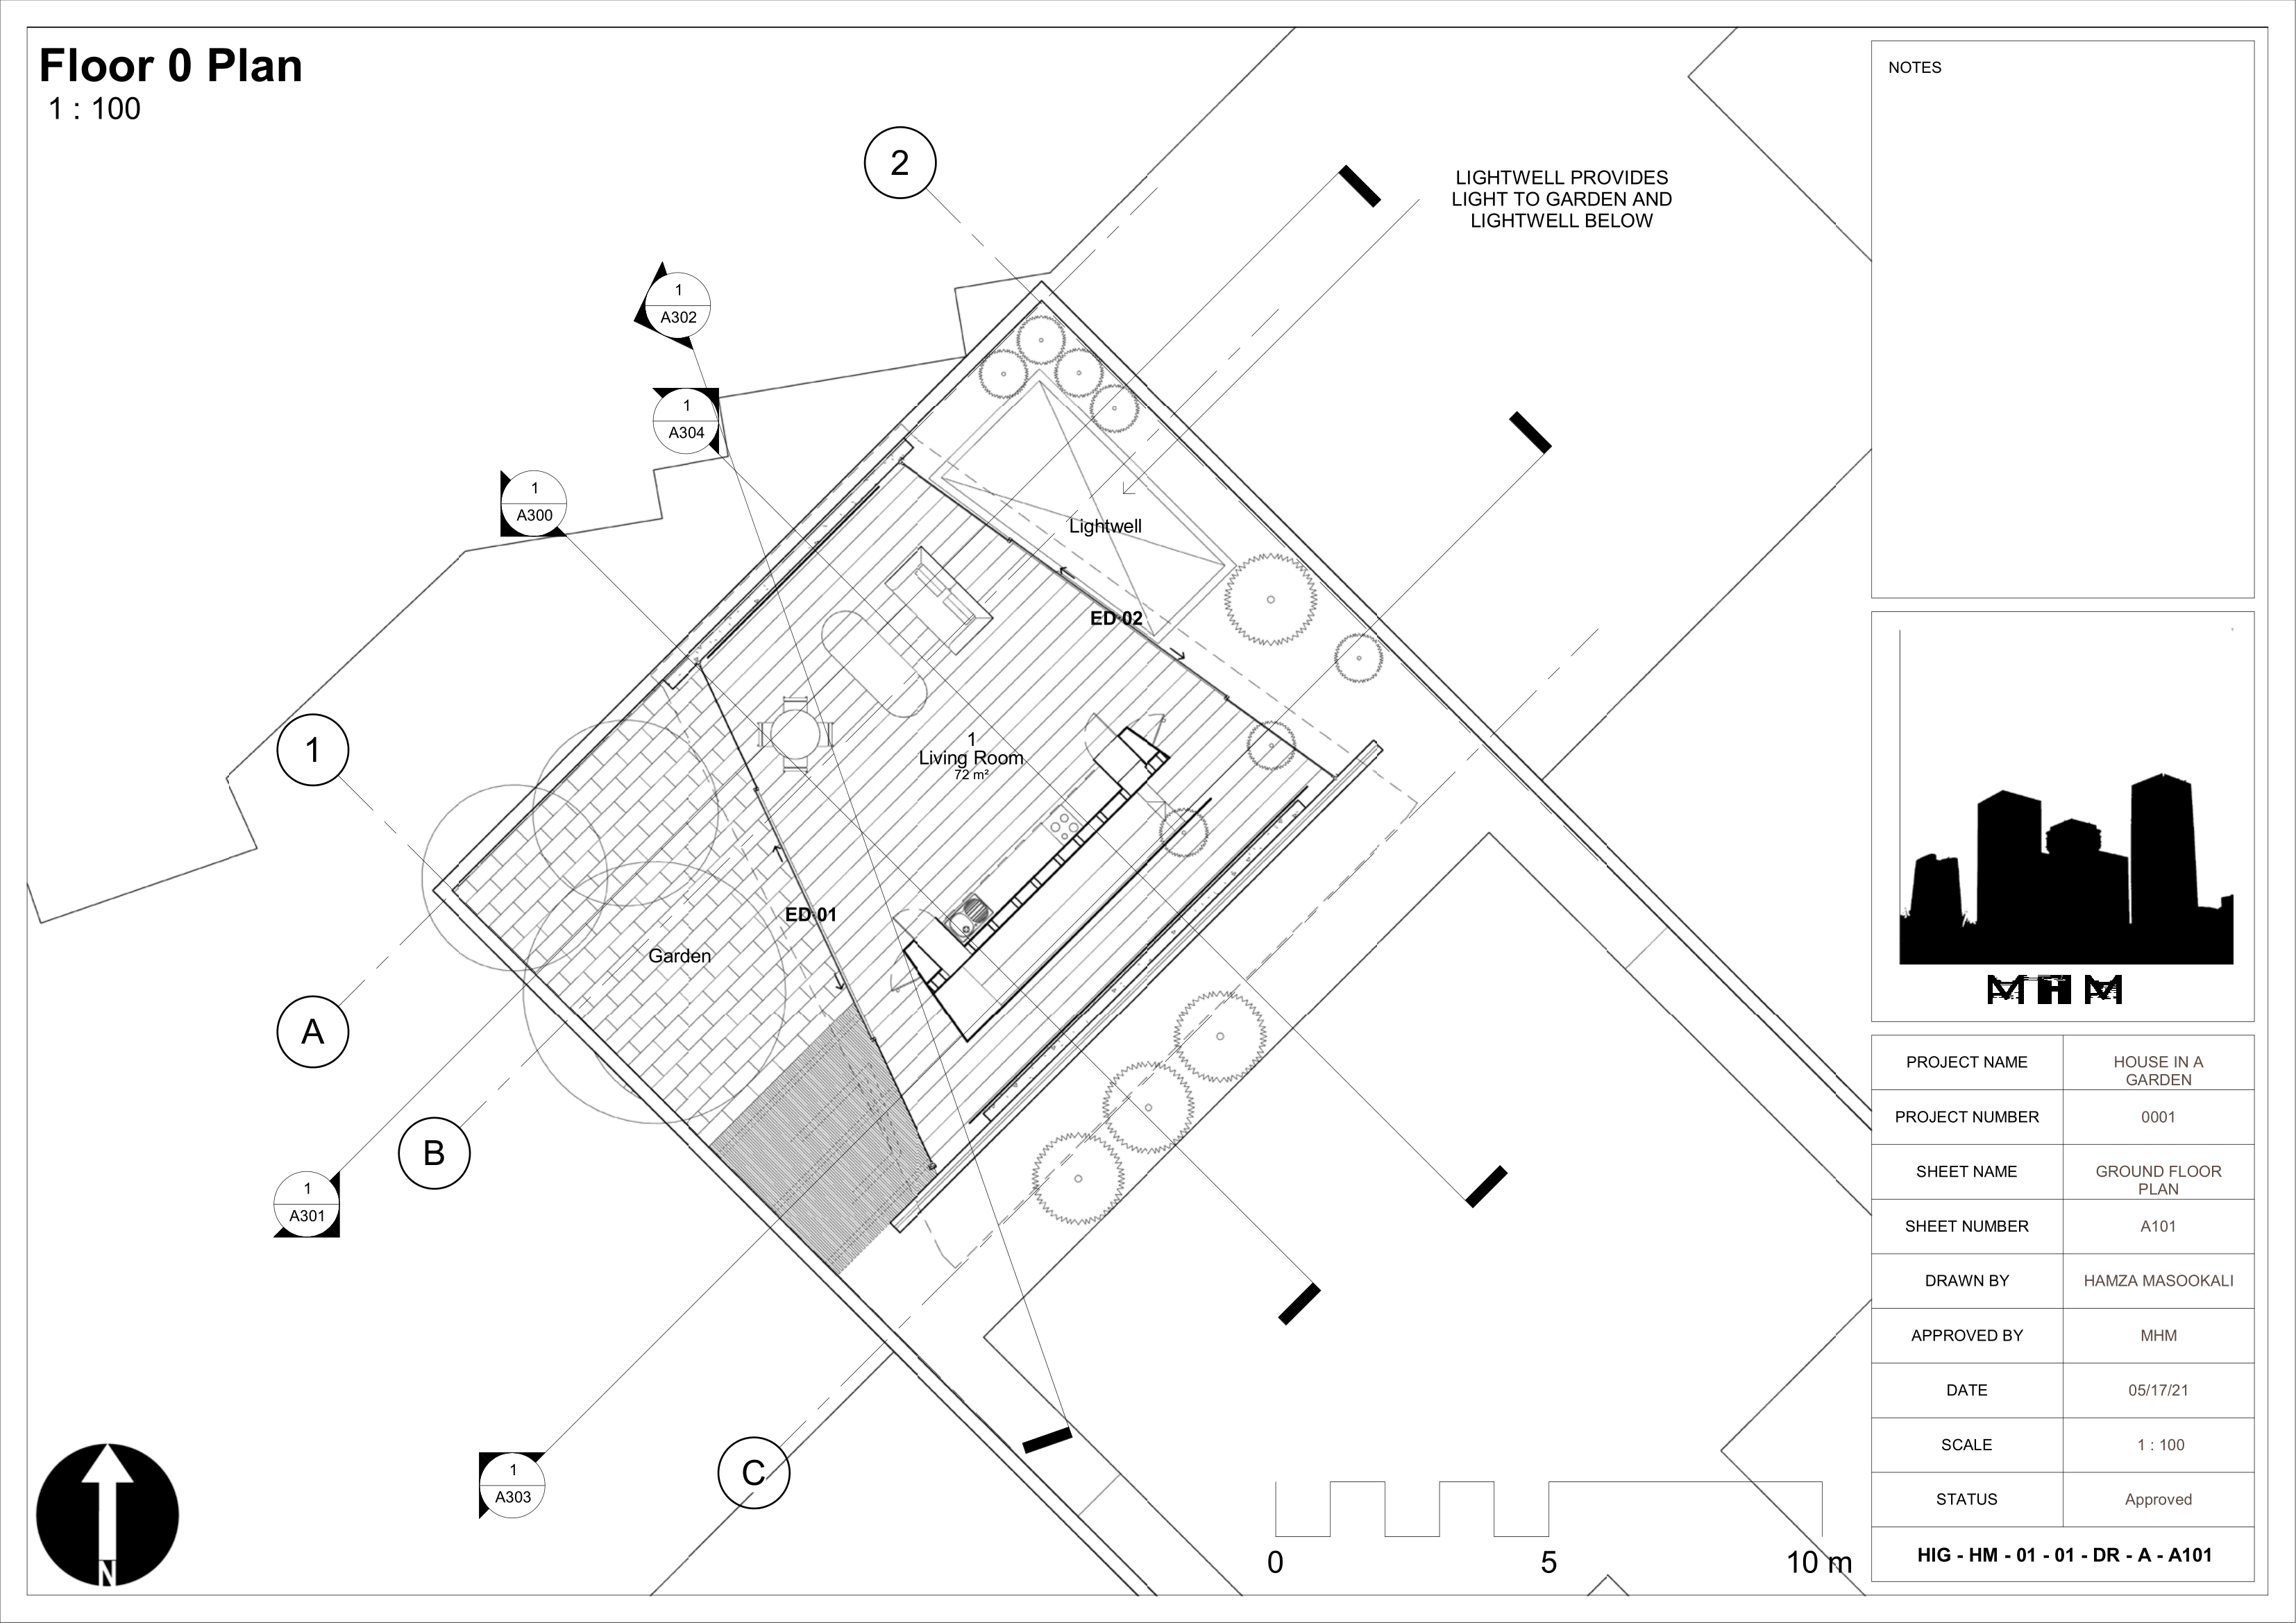 Floor 0 Plan
1 : 100
2
LIGHTWELL PROVIDES
LIGHT TO GARDEN AND
LIGHTWELL BELOW
1
A302
1
A304
1
A300
Lightwell
ED 02
1
1
Living Room
72 m²
ED 01
Garden
A
B
1
A301
C
1
A303
N
0
5
10 m
NOTES
MHM
PROJECT NAME
HOUSE IN A
GARDEN
PROJECT NUMBER
0001
SHEET NAME
GROUND FLOOR
PLAN
SHEET NUMBER
A101
DRAWN BY
HAMZA MASOOKALI
APPROVED BY
MHM
DATE
05/17/21
SCALE
1 : 100
STATUS
Approved
HIG - HM - 01 - 01 - DR - A - A101